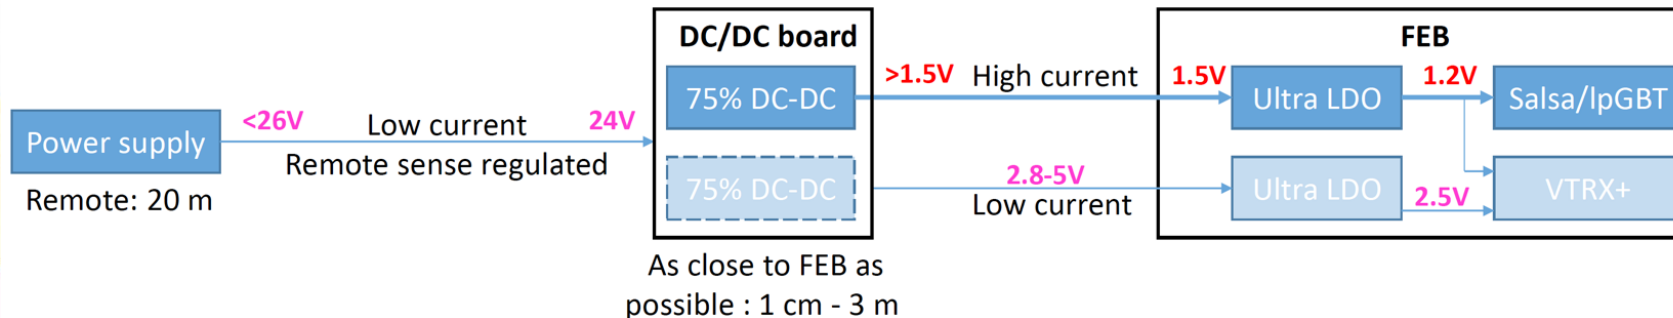 DC/DC board
FEB
75% DC-DC
>1.5V
High current
1.5V
Ultra LDO
1.2V
Salsa/lpGBT
Power supply
<26V
Low current
24V
Remote sense regulated
Remote: 20 m
75% DC-DC
2.8-5V
Low current
Ultra LDO
2.5V
VTRX+
As close to FEB as
possible : 1 cm - 3 m